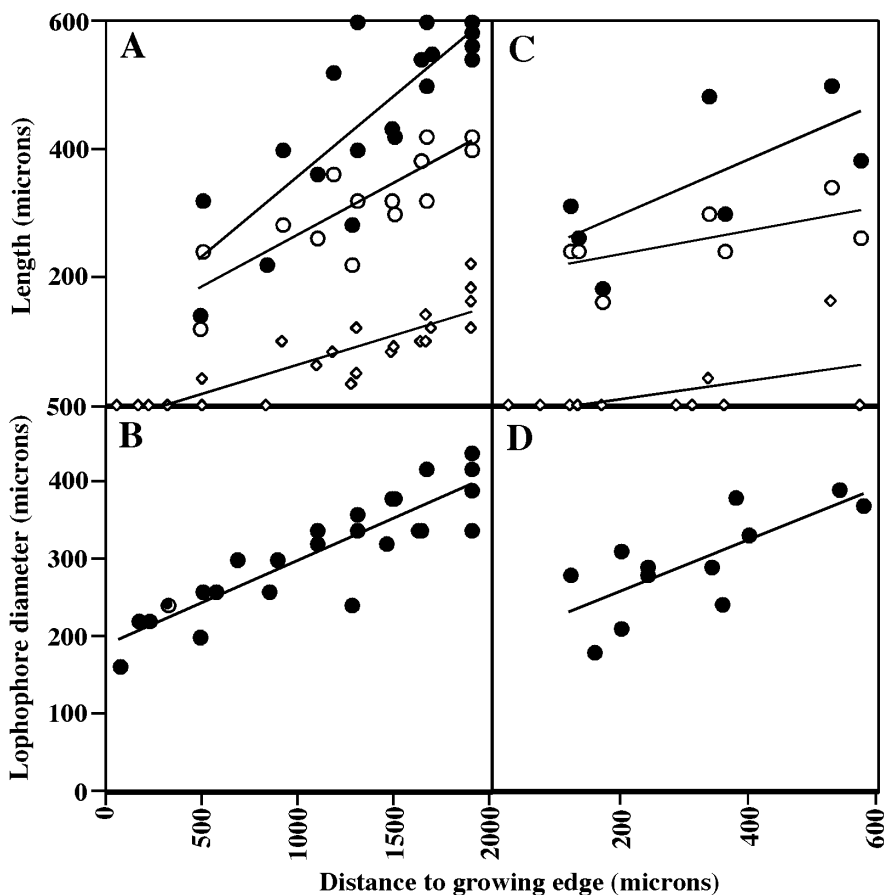 A
C
600
400
200
Length (microns)
500
B
D
400
300
200
100
0
Lophophore diameter (microns)
0
500
1000
1500
2000
200
400
600
Distance to growing edge (microns)